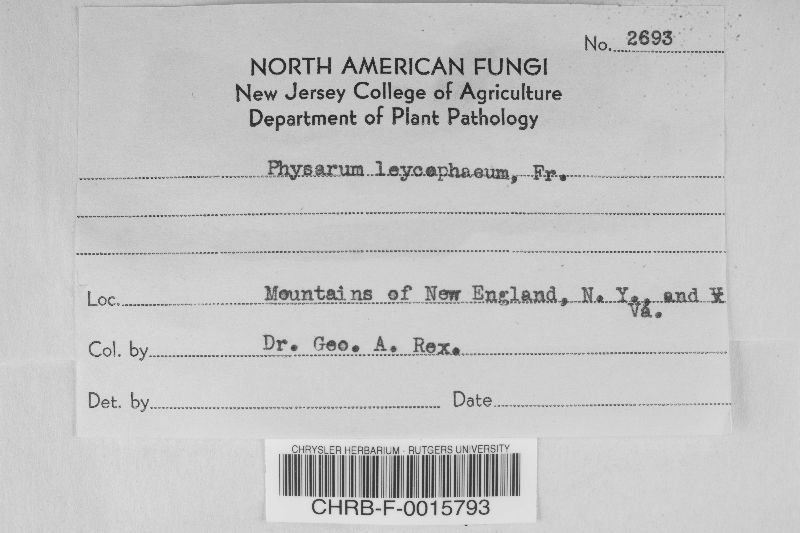 No. 2693
NORTH AMERICAN FUNGI
New Jersey College of Agriculture
Department of Plant Pathology
Physarum leycephaeum, Fr.
Loc. Mountains of New England, N. Y., and
Va.
Col. by Dr. Geo. A. Rex.
Det. by Date
CHRYSLER HERBARIUM - RUTGERS UNIVERSITY
CHRB-F-0015793